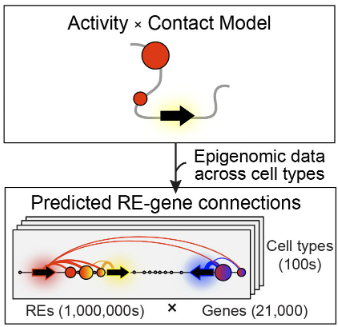 Activity × Contact Model
Epigenomic data
across cell types
Predicted RE-gene connections
Cell types
(100s)
REs (1,000,000s) × Genes (21,000)